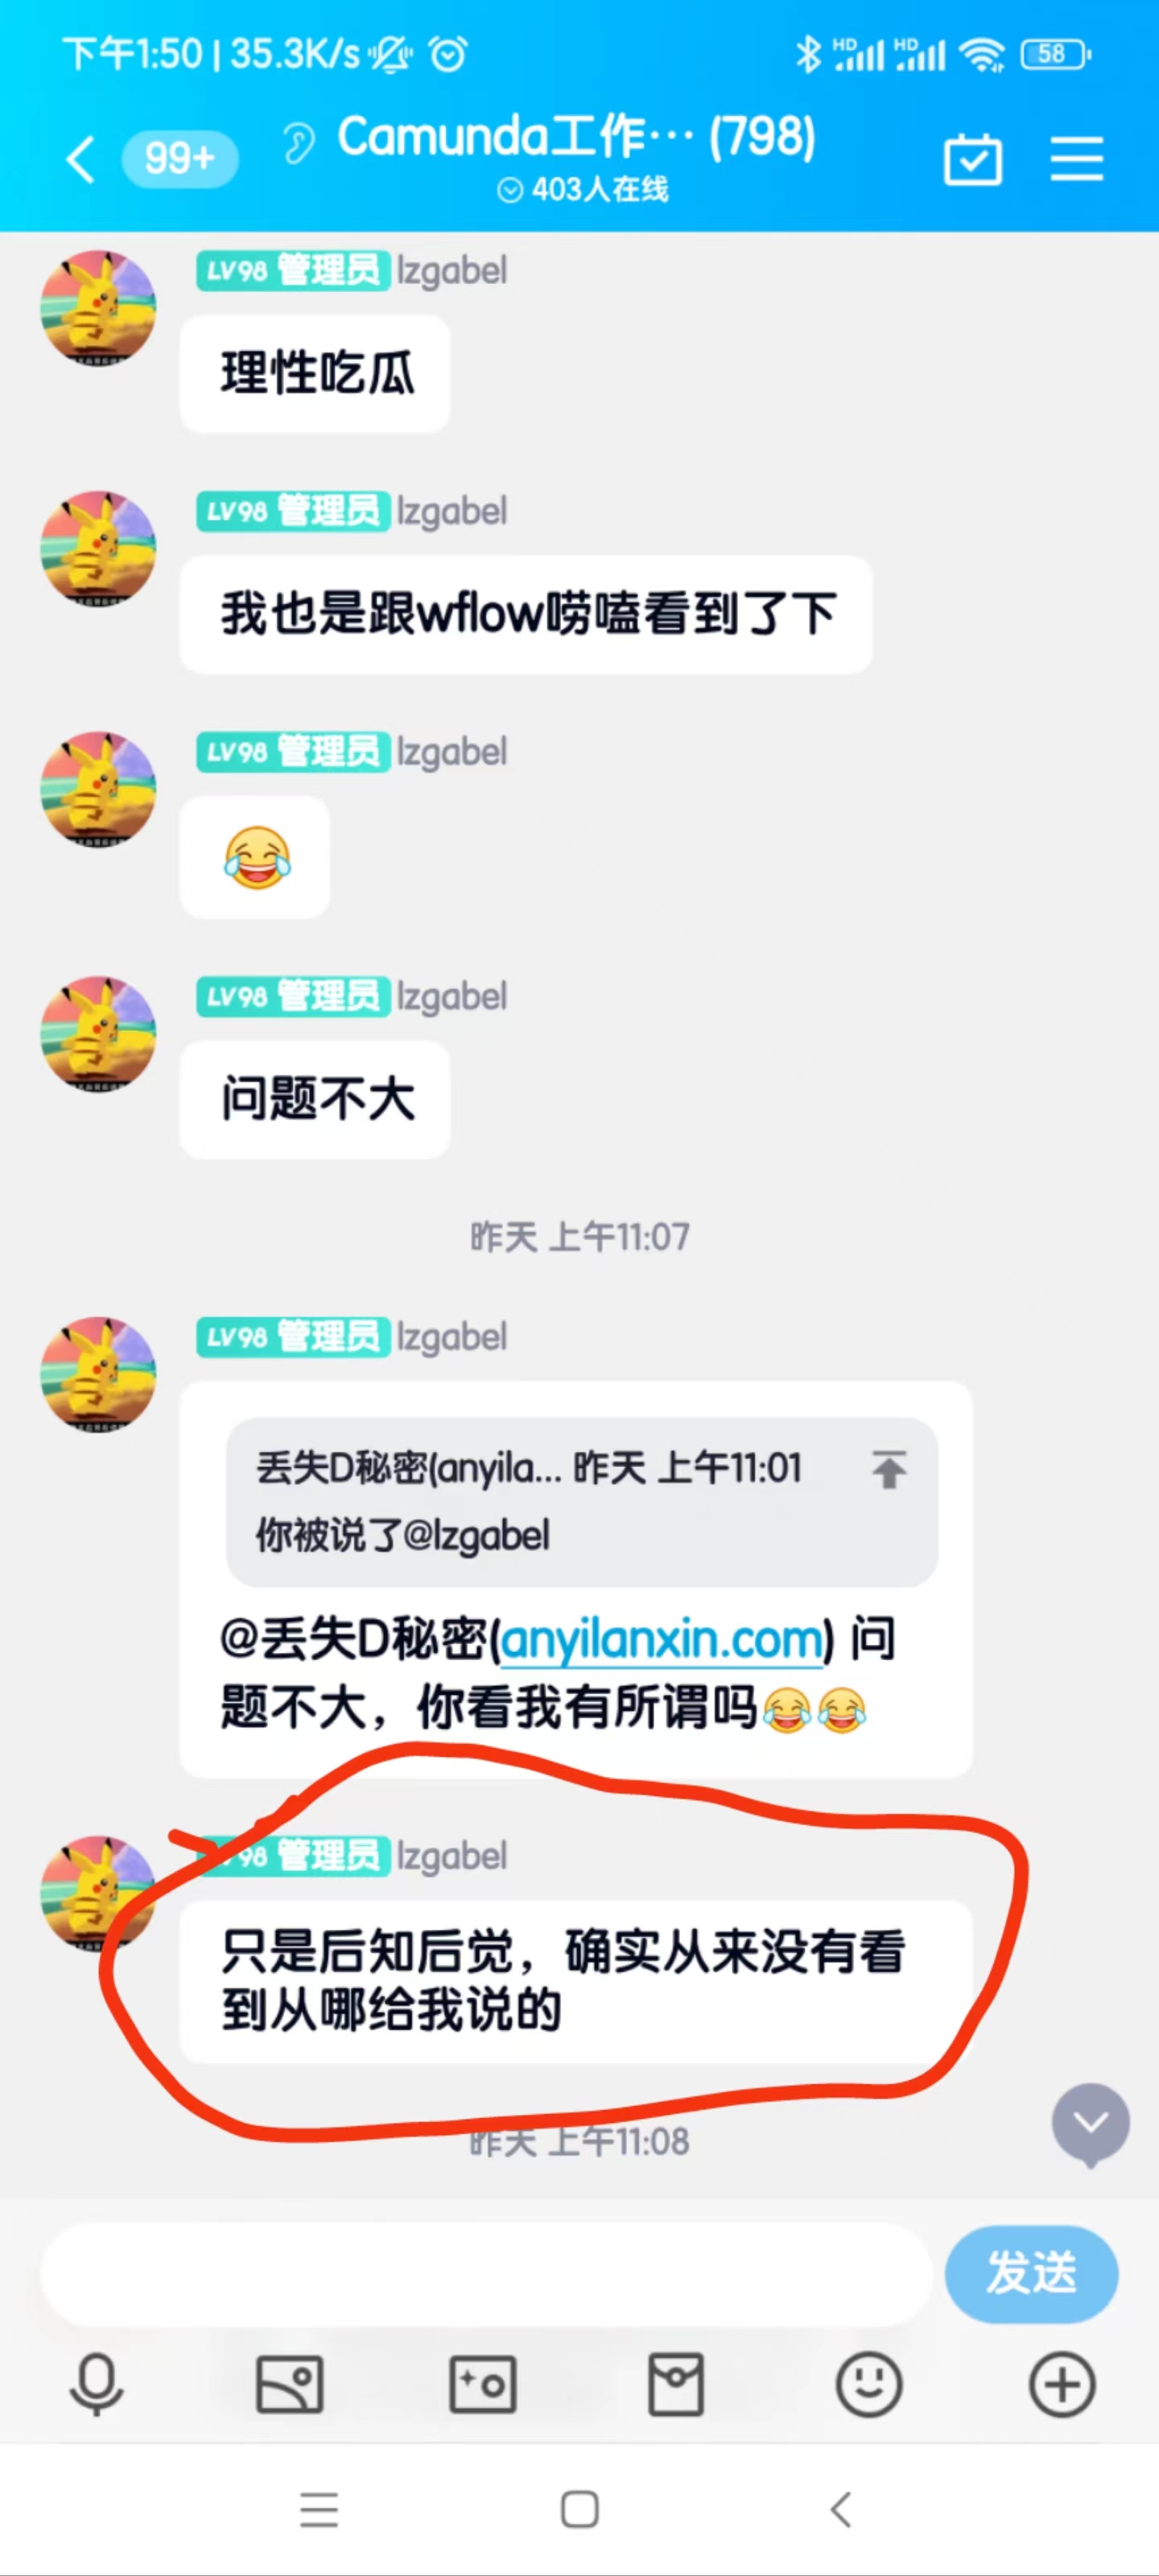 下午1:50 | 35.3K/s
HD HD 58
99+ Camunda工作··· (798)
403人在线
LV98 管理员 lzgabel
理性吃瓜
LV98 管理员 lzgabel
我也是跟wflow唠嗑看到了下
LV98 管理员 lzgabel
😂
LV98 管理员 lzgabel
问题不大
昨天 上午11:07
LV98 管理员 lzgabel
丢失D秘密(anyila... 昨天 上午11:01
你被说了@lzgabel
@丢失D秘密(anyilanxin.com) 问
题不大，你看我有所谓吗😂😂
98 管理员 lzgabel
只是后知后觉，确实从来没有看
到从哪给我说的
昨天 上午11:08
发送